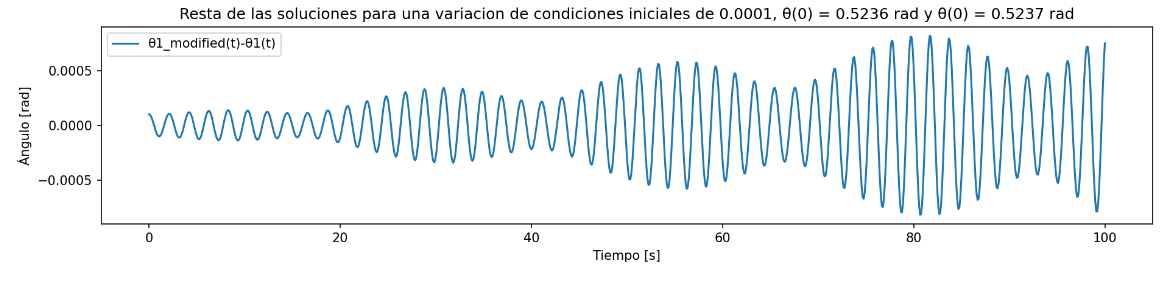 Resta de las soluciones para una variacion de condiciones iniciales de 0.0001, θ(0) = 0.5236 rad y θ(0) = 0.5237 rad
θ1_modified(t)-θ1(t)
0.0005
0.0000
−0.0005
Ángulo [rad]
0 20 40 60 80 100
Tiempo [s]